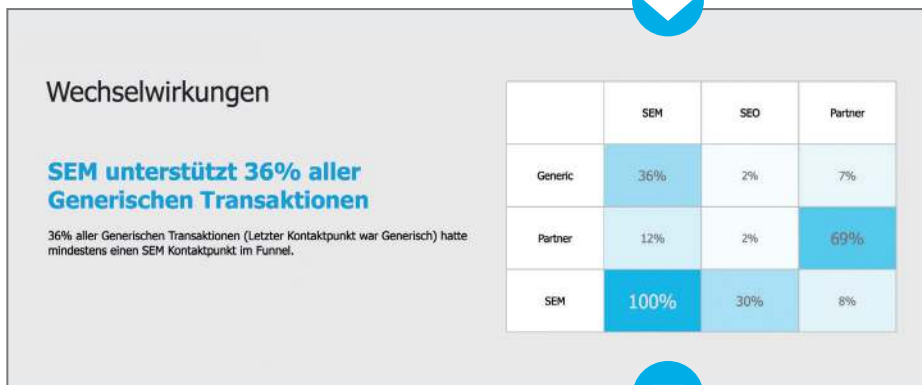 Wechselwirkungen
SEM unterstützt 36% aller
Generischen Transaktionen
36% aller Generischen Transaktionen (Letzter Kontaktpunkt war Generisch) hatte
mindestens einen SEM Kontaktpunkt im Funnel.
SEM SEO Partner
Generic 36% 2% 7%
Partner 12% 2% 69%
SEM 100% 30% 8%